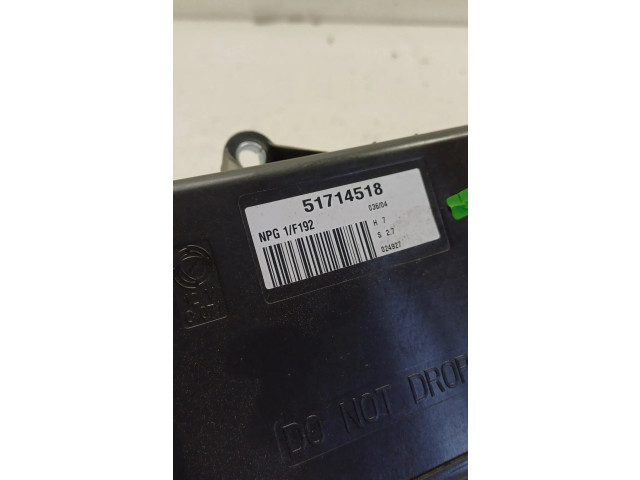 51714518
036/04
NPG 1/F192
H 7
S 2.7
024927
DO NOT DROP